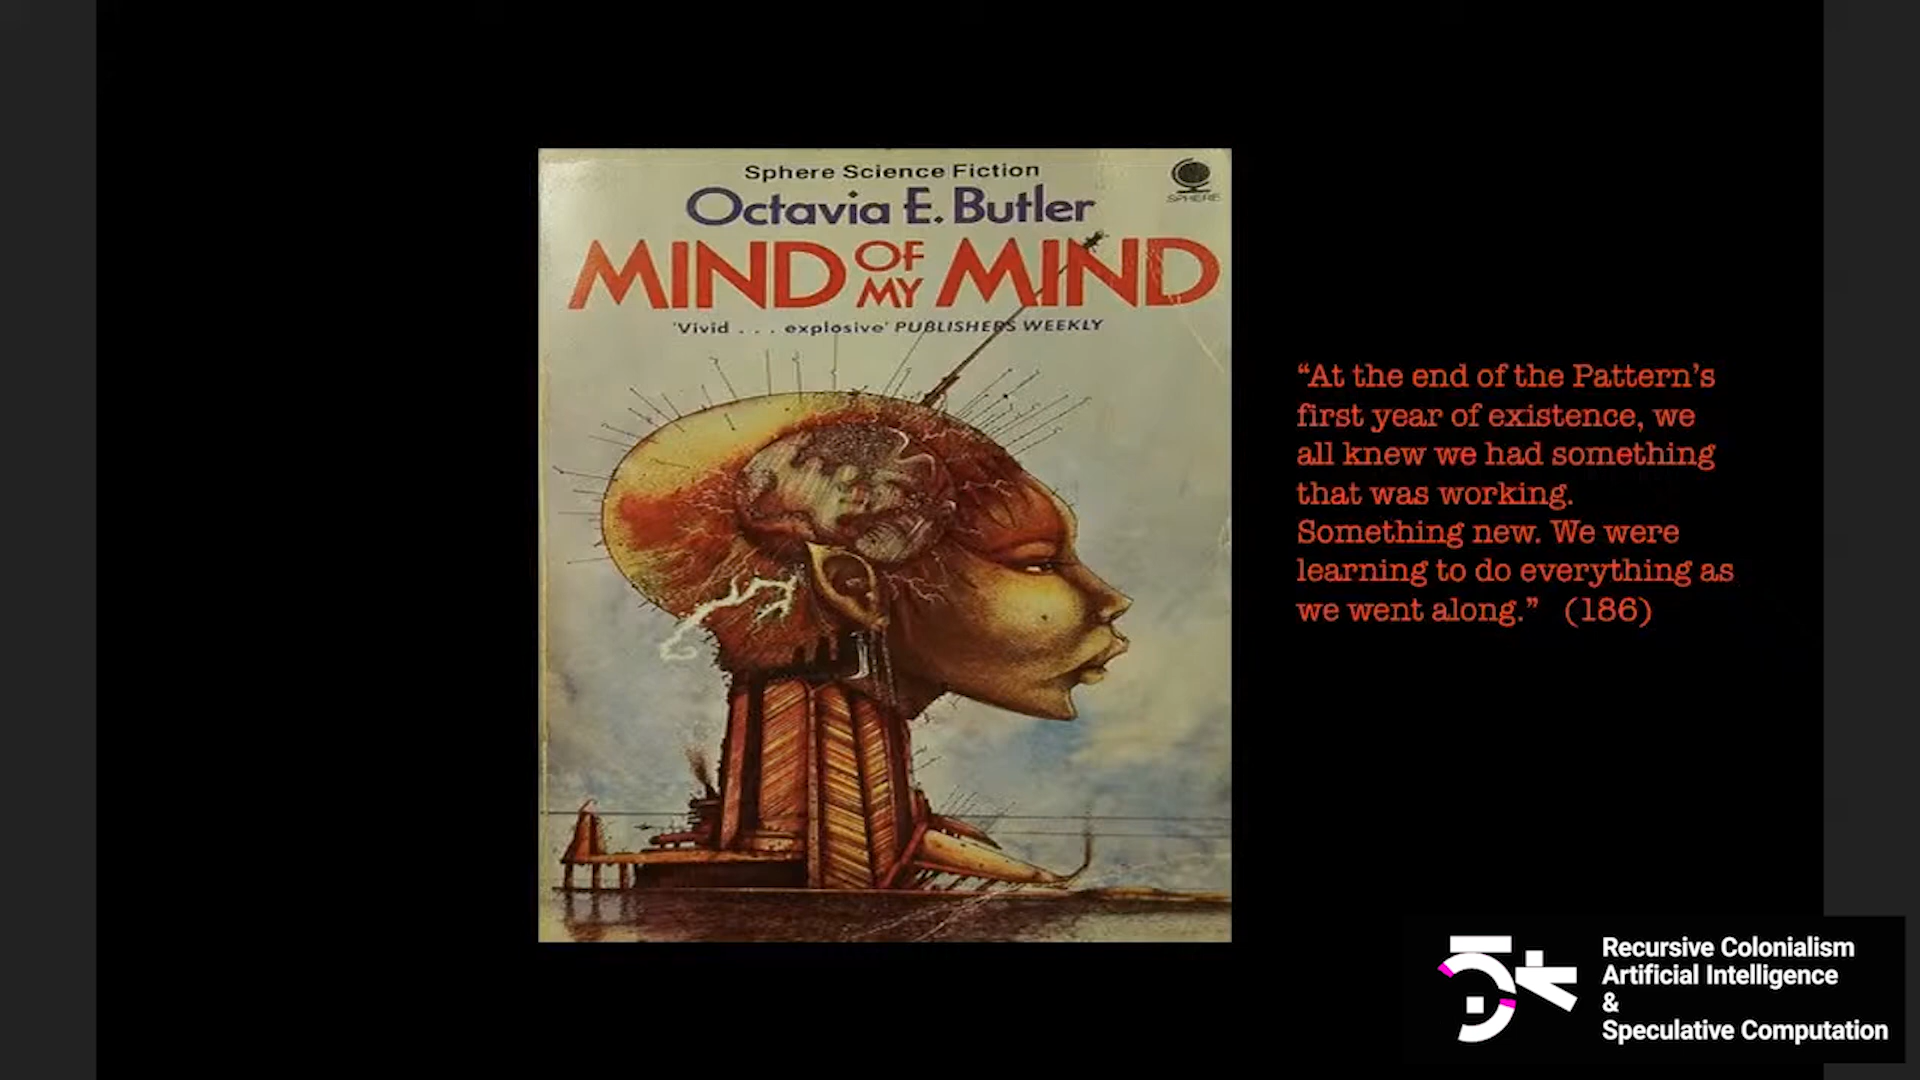 Sphere Science Fiction
SPHERE
Octavia E. Butler
MIND OF MY MIND
'Vivid . . . explosive' PUBLISHERS WEEKLY
“At the end of the Pattern’s
first year of existence, we
all knew we had something
that was working.
Something new. We were
learning to do everything as
we went along.” (186)
Recursive Colonialism
Artificial Intelligence
&
Speculative Computation